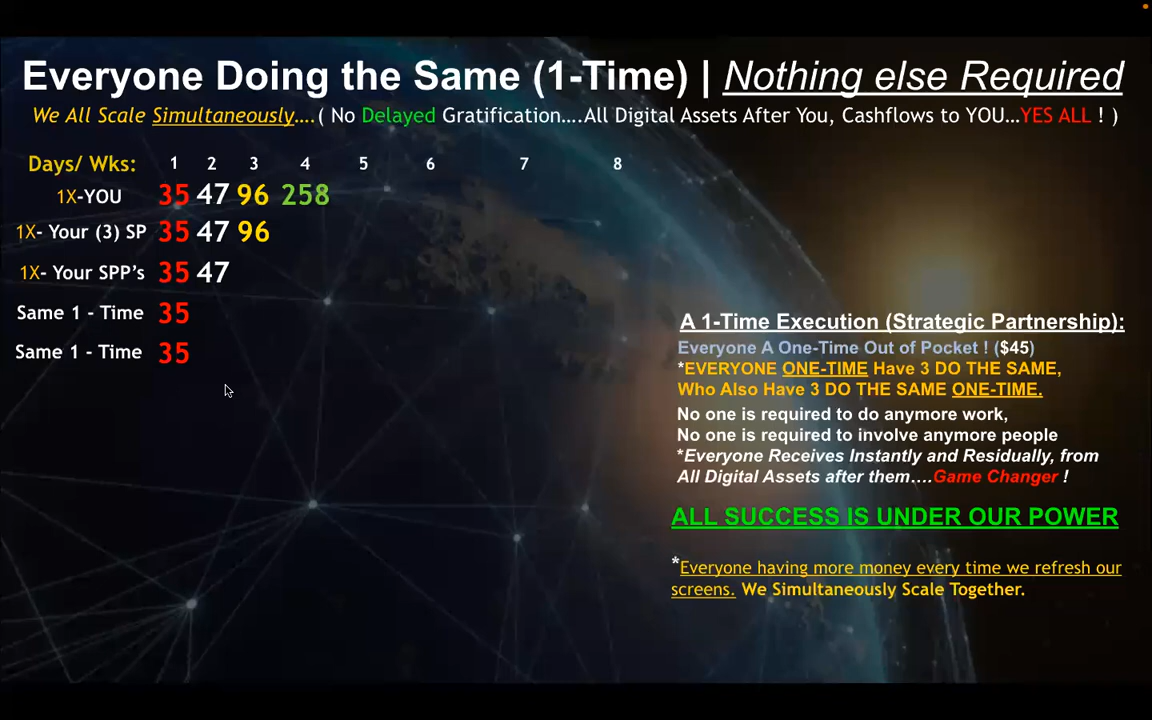 Everyone Doing the Same (1-Time) | Nothing else Required
We All Scale Simultaneously....( No Delayed Gratification....All Digital Assets After You, Cashflows to YOU...YES ALL ! )
Days/ Wks: 1 2 3 4 5 6 7 8
1X-YOU 35 47 96 258
1X- Your (3) SP 35 47 96
1X- Your SPP's 35 47
Same 1 - Time 35
Same 1 - Time 35
A 1-Time Execution (Strategic Partnership):
Everyone A One-Time Out of Pocket ! ($45)
*EVERYONE ONE-TIME Have 3 DO THE SAME,
Who Also Have 3 DO THE SAME ONE-TIME.
No one is required to do anymore work,
No one is required to involve anymore people
*Everyone Receives Instantly and Residually, from
All Digital Assets after them....Game Changer !
ALL SUCCESS IS UNDER OUR POWER
*Everyone having more money every time we refresh our
screens. We Simultaneously Scale Together.